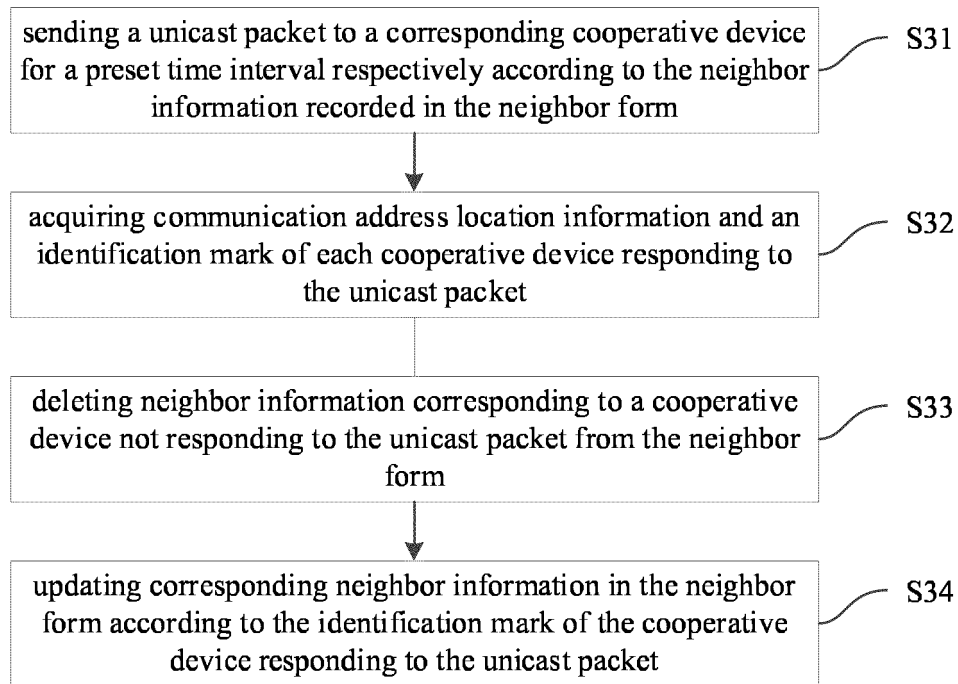 sending a unicast packet to a corresponding cooperative device
for a preset time interval respectively according to the neighbor
information recorded in the neighbor form
S31
acquiring communication address location information and an
identification mark of each cooperative device responding to
the unicast packet
S32
deleting neighbor information corresponding to a cooperative
device not responding to the unicast packet from the neighbor
form
S33
updating corresponding neighbor information in the neighbor
form according to the identification mark of the cooperative
device responding to the unicast packet
S34